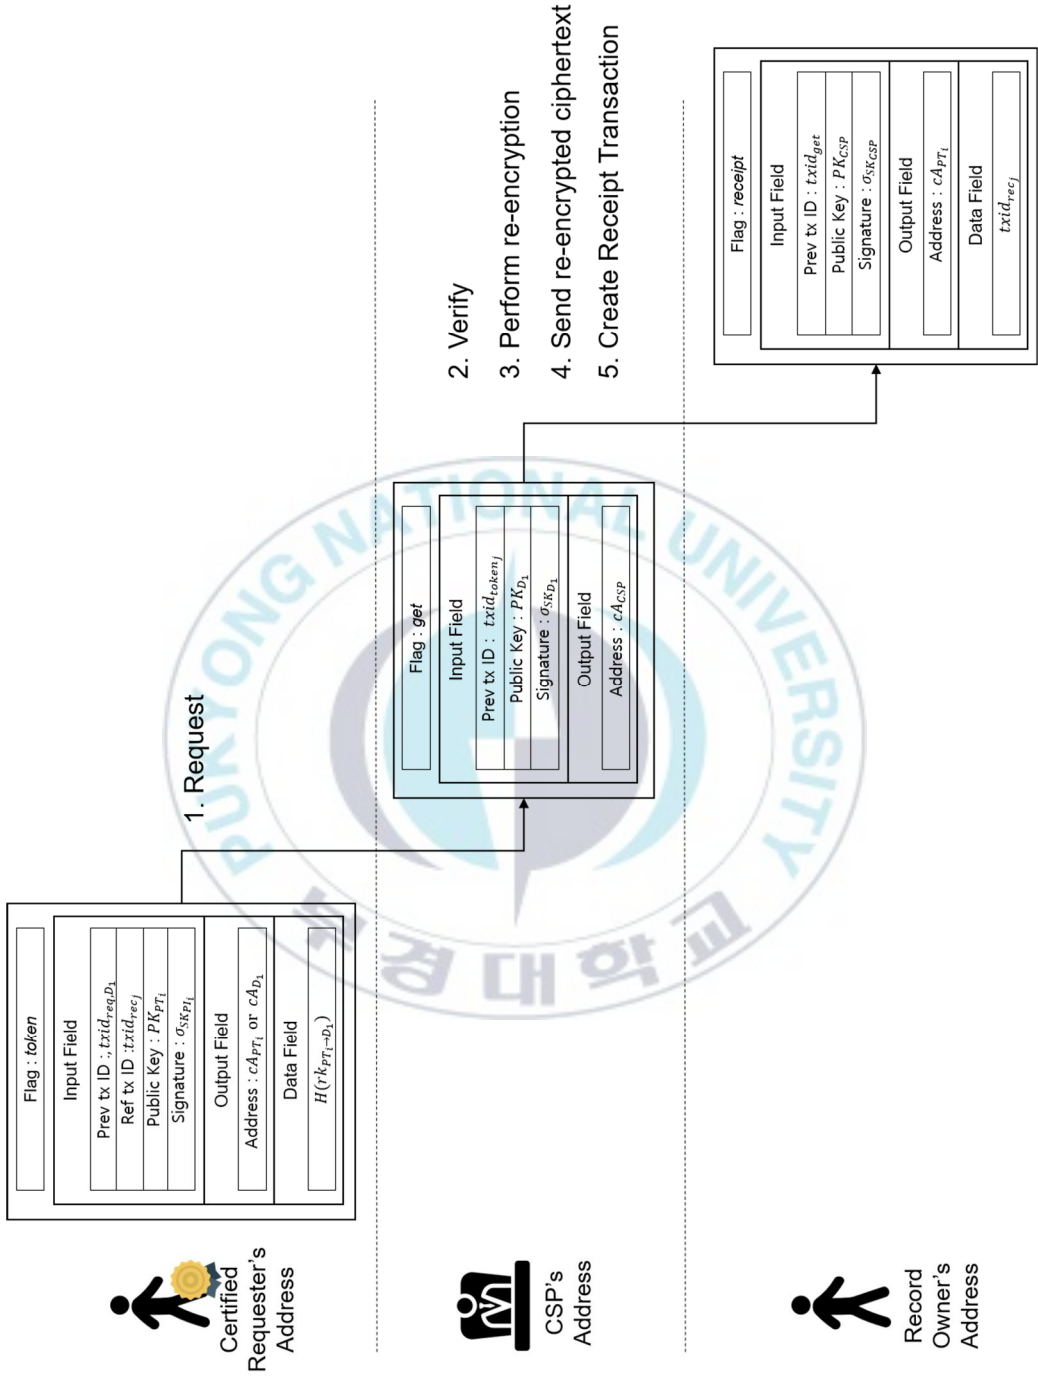 Certified
Requester's
Address
Flag : token
Input Field
Prev tx ID :, txid_{req,D_1}
Ref tx ID :txid_{rec_j}
Public Key : PK_{PT_i}
Signature : σ_{SK_{PI_i}}
Output Field
Address : cA_{PT_i} or cA_{D_1}
Data Field
H(rk_{PT_i→D_1})
1. Request
CSP's
Address
Flag : get
Input Field
Prev tx ID : txid_{token_j}
Public Key : PK_{D_1}
Signature : σ_{SK_{D_1}}
Output Field
Address : cA_{CSP}
2. Verify
3. Perform re-encryption
4. Send re-encrypted ciphertext
5. Create Receipt Transaction
Record
Owner's
Address
Flag : receipt
Input Field
Prev tx ID : txid_{get}
Public Key : PK_{CSP}
Signature : σ_{SK_{CSP}}
Output Field
Address : cA_{PT_i}
Data Field
txid_{rec_j}
PUKYONG NATIONAL UNIVERSITY
부경대학교